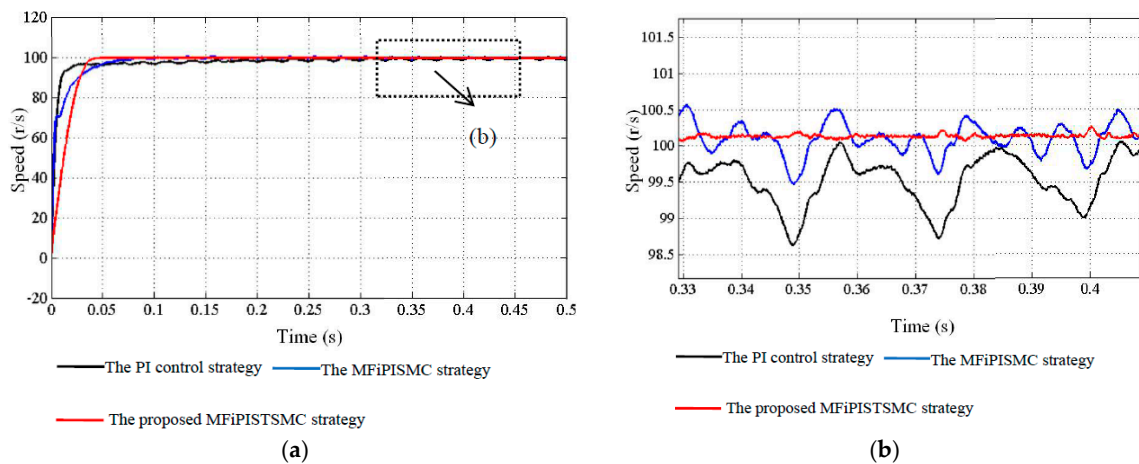 120
100
80
60
40
20
0
-20
Speed (r/s)
(b)
0 0.05 0.1 0.15 0.2 0.25 0.3 0.35 0.4 0.45 0.5
Time (s)
The PI control strategy The MFiPISMC strategy
The proposed MFiPISTSMC strategy
(a)
101.5
101
100.5
100
99.5
99
98.5
Speed (r/s)
0.33 0.34 0.35 0.36 0.37 0.38 0.39 0.4
Time (s)
The PI control strategy The MFiPISMC strategy
The proposed MFiPISTSMC strategy
(b)